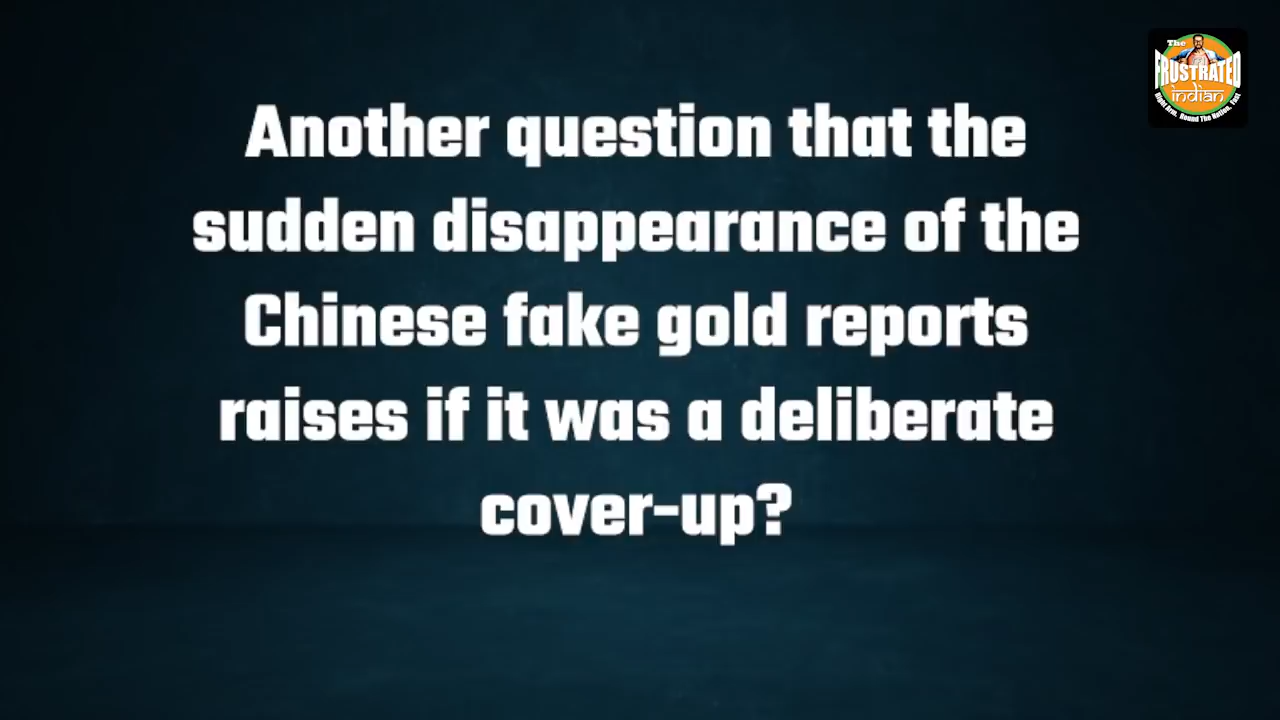 The
FRUSTRATED
indian
Another question that the
sudden disappearance of the
Chinese fake gold reports
raises if it was a deliberate
cover-up?